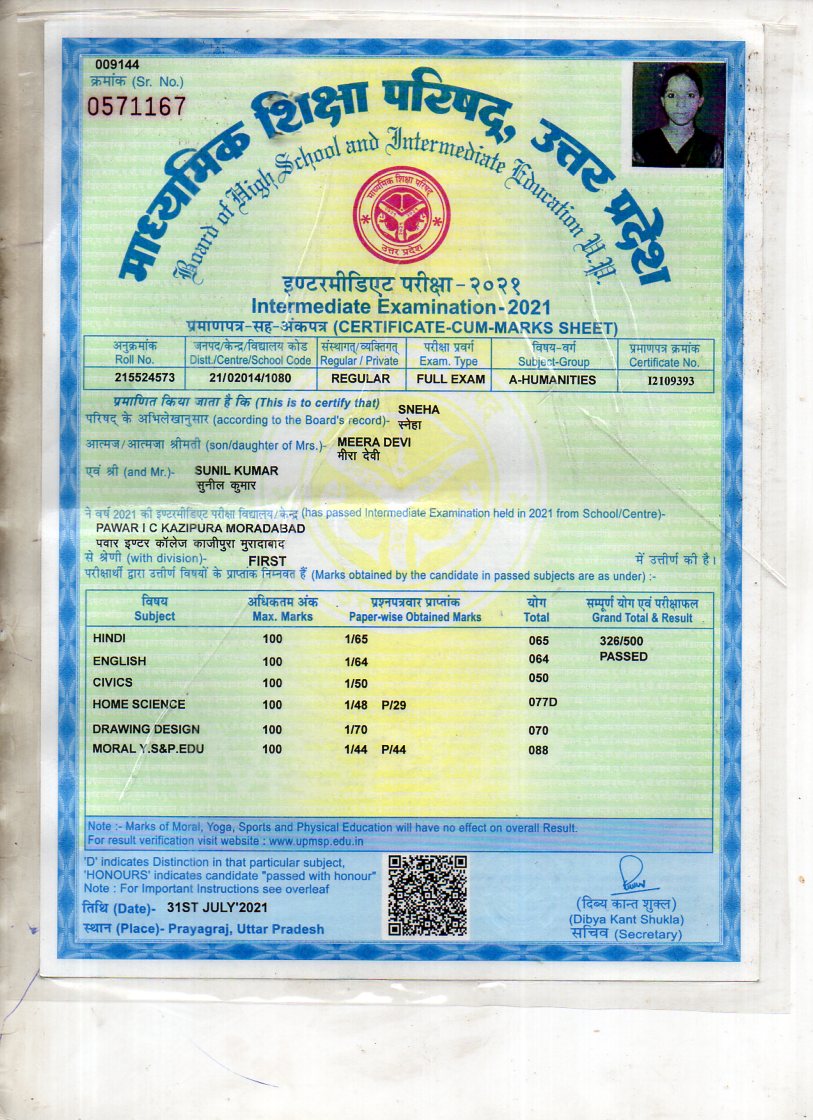 009144
क्रमांक (Sr. No.)
0571167
माध्यमिक शिक्षा परिषद्, उत्तर प्रदेश
Board of High School and Intermediate Education U.P.
माध्यमिक शिक्षा परिषद्
उत्तर प्रदेश
इण्टरमीडिएट परीक्षा-२०२१
Intermediate Examination-2021
प्रमाणपत्र-सह-अंकपत्र (CERTIFICATE-CUM-MARKS SHEET)
अनुक्रमांक जनपद/केन्द्र/विद्यालय कोड संस्थागत/व्यक्तिगत् परीक्षा प्रवर्ग विषय-वर्ग प्रमाणपत्र क्रमांक
Roll No. Distt./Centre/School Code Regular / Private Exam. Type Subject-Group Certificate No.
215524573 21/02014/1080 REGULAR FULL EXAM A-HUMANITIES I2109393
प्रमाणित किया जाता है कि (This is to certify that)
परिषद् के अभिलेखानुसार (according to the Board's record)- SNEHA
स्नेहा
आत्मज/आत्मजा श्रीमती (son/daughter of Mrs.)- MEERA DEVI
मीरा देवी
एवं श्री (and Mr.)- SUNIL KUMAR
सुनील कुमार
ने वर्ष 2021 की इण्टरमीडिएट परीक्षा विद्यालय/केन्द्र (has passed Intermediate Examination held in 2021 from School/Centre)-
PAWAR I C KAZIPURA MORADABAD
पवार इण्टर कॉलेज काजीपुरा मुरादाबाद
से श्रेणी (with division)- FIRST में उत्तीर्ण की है।
परीक्षार्थी द्वारा उत्तीर्ण विषयों के प्राप्तांक निम्नवत हैं (Marks obtained by the candidate in passed subjects are as under) :-
विषय अधिकतम अंक प्रश्नपत्रवार प्राप्तांक योग सम्पूर्ण योग एवं परीक्षाफल
Subject Max. Marks Paper-wise Obtained Marks Total Grand Total & Result
HINDI 100 1/65 065 326/500
ENGLISH 100 1/64 064 PASSED
CIVICS 100 1/50 050
HOME SCIENCE 100 1/48 P/29 077D
DRAWING DESIGN 100 1/70 070
MORAL Y.S&P.EDU 100 1/44 P/44 088
Note :- Marks of Moral, Yoga, Sports and Physical Education will have no effect on overall Result.
For result verification visit website : www.upmsp.edu.in
'D' indicates Distinction in that particular subject,
'HONOURS' indicates candidate "passed with honour"
Note : For Important Instructions see overleaf
तिथि (Date)- 31ST JULY'2021
स्थान (Place)- Prayagraj, Uttar Pradesh
(दिब्य कान्त शुक्ल)
(Dibya Kant Shukla)
सचिव (Secretary)